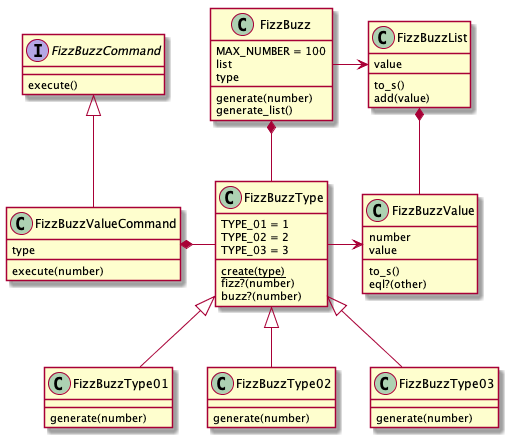 I FizzBuzzCommand
execute()
C FizzBuzz
MAX_NUMBER = 100
list
type
generate(number)
generate_list()
C FizzBuzzList
value
to_s()
add(value)
C FizzBuzzValueCommand
type
execute(number)
C FizzBuzzType
TYPE_01 = 1
TYPE_02 = 2
TYPE_03 = 3
create(type)
fizz?(number)
buzz?(number)
C FizzBuzzValue
number
value
to_s()
eql?(other)
C FizzBuzzType01
generate(number)
C FizzBuzzType02
generate(number)
C FizzBuzzType03
generate(number)